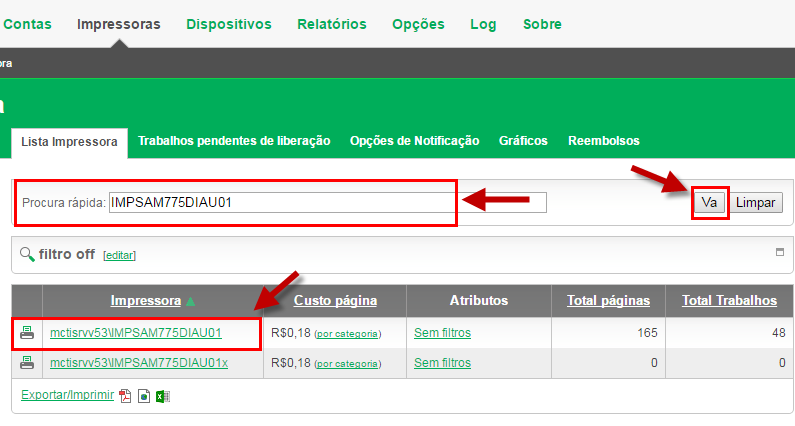 Contas Impressoras Dispositivos Relatórios Opções Log Sobre
ora
a
Lista Impressora Trabalhos pendentes de liberação Opções de Notificação Gráficos Reembolsos
Procura rápida: IMPSAM775DIAU01 Va Limpar
filtro off [editar]
Impressora Custo página Atributos Total páginas Total Trabalhos
mctisrvv53\IMPSAM775DIAU01 R$0,18 (por categoria) Sem filtros 165 48
mctisrvv53\IMPSAM775DIAU01x R$0,18 (por categoria) Sem filtros 0 0
Exportar/Imprimir